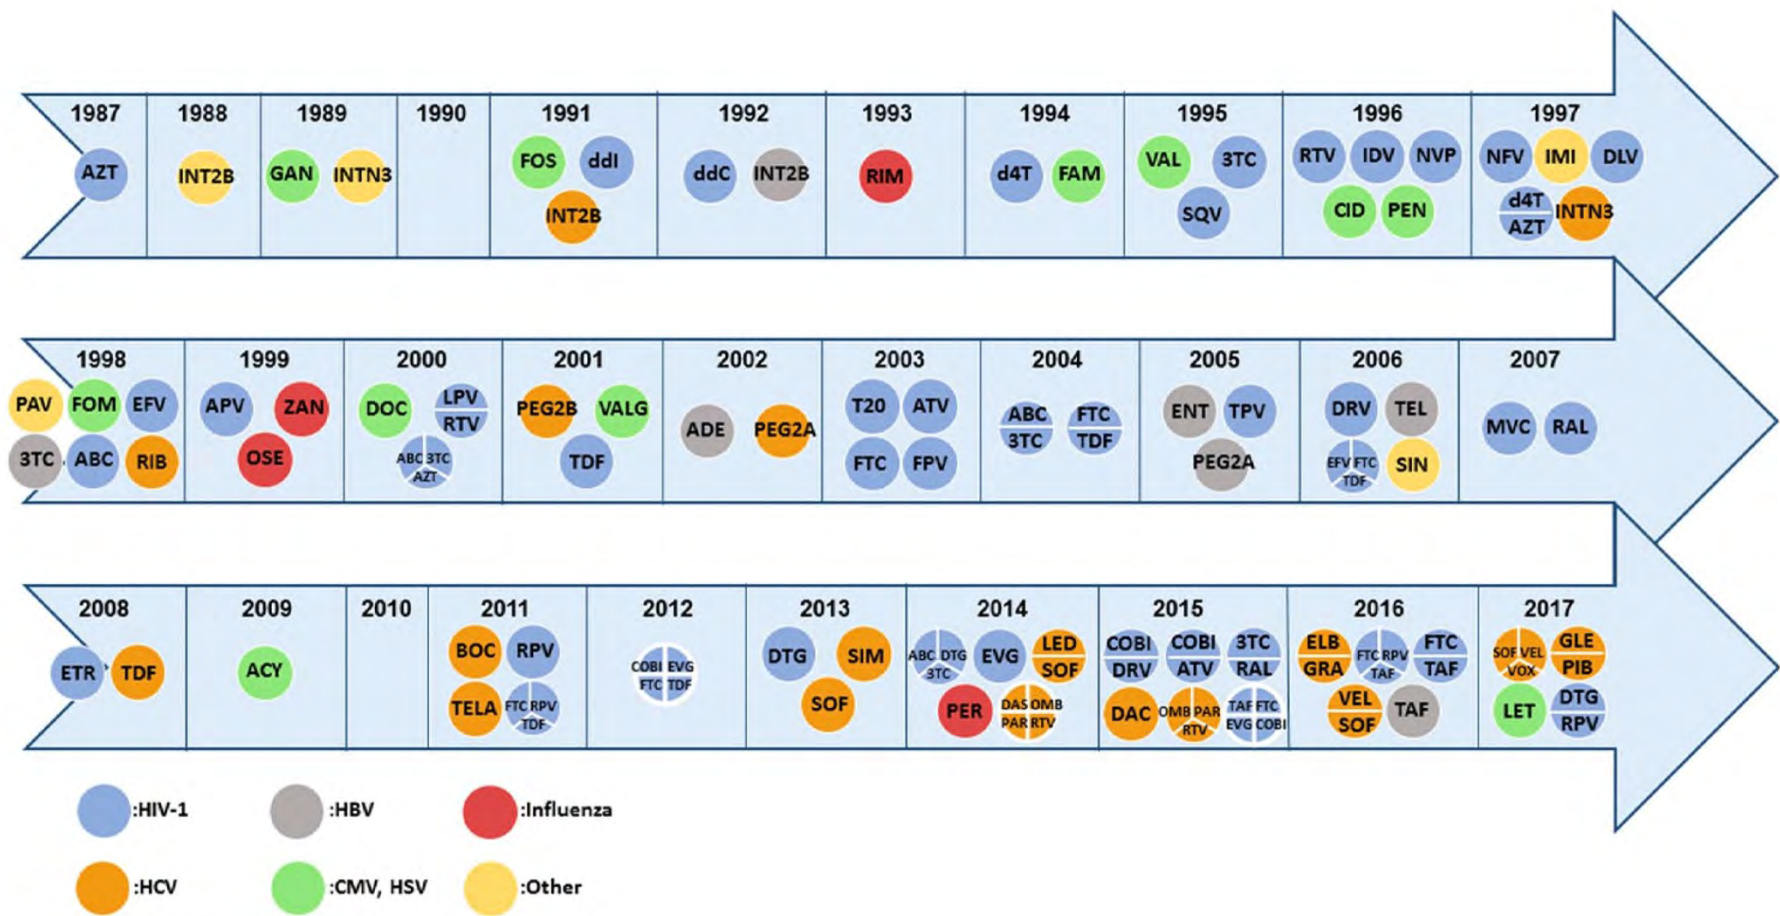 1987 1988 1989 1990 1991 1992 1993 1994 1995 1996 1997
AZT
INT2B
GAN INTN3
FOS ddI
INT2B
ddC INT2B
RIM
d4T FAM
VAL 3TC
SQV
RTV IDV NVP
CID PEN
NFV IMI DLV
d4T
AZT
INTN3
1998 1999 2000 2001 2002 2003 2004 2005 2006 2007
PAV FOM EFV
3TC ABC RIB
APV ZAN
OSE
DOC
LPV
RTV
ABC 3TC
AZT
PEG2B VALG
TDF
ADE PEG2A
T20 ATV
FTC FPV
ABC
3TC
FTC
TDF
ENT TPV
PEG2A
DRV TEL
EFV FTC
TDF
SIN
MVC RAL
2008 2009 2010 2011 2012 2013 2014 2015 2016 2017
ETR TDF
ACY
BOC RPV
TELA
FTC RPV
TDF
COBI EVG
FTC TDF
DTG SIM
SOF
ABC DTG
3TC
EVG
LED
SOF
PER
DAS OMB
PAR RTV
COBI
DRV
COBI
ATV
3TC
RAL
DAC
OMB PAR
RTV
TAF FTC
EVG COBI
ELB
GRA
FTC RPV
TAF
FTC
TAF
VEL
SOF
TAF
SOF VEL
VOX
GLE
PIB
LET
DTG
RPV
:HIV-1 :HBV :Influenza
:HCV :CMV, HSV :Other